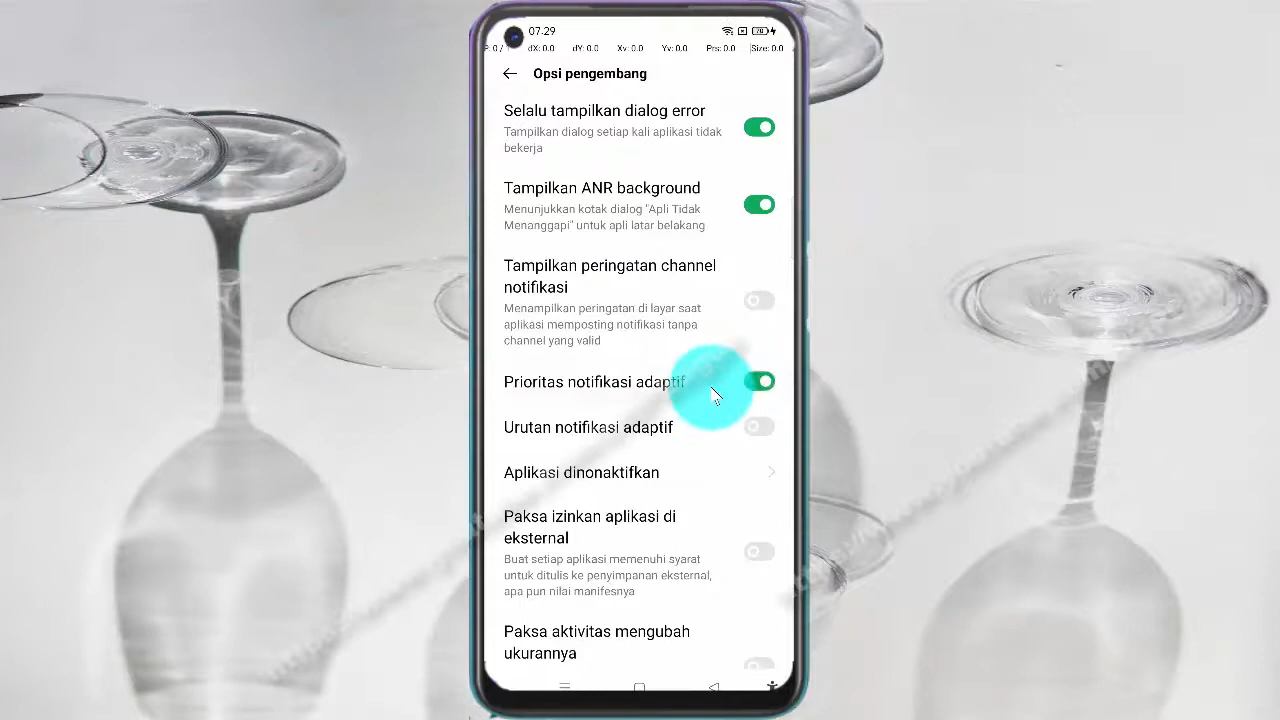 07.29
P: 0 / 1 dX: 0.0 dY: 0.0 Xv: 0.0 Yv: 0.0 Prs: 0.0 Size: 0.0
Opsi pengembang
Selalu tampilkan dialog error
Tampilkan dialog setiap kali aplikasi tidak
bekerja
Tampilkan ANR background
Menunjukkan kotak dialog "Apli Tidak
Menanggapi" untuk apli latar belakang
Tampilkan peringatan channel
notifikasi
Menampilkan peringatan di layar saat
aplikasi memposting notifikasi tanpa
channel yang valid
Prioritas notifikasi adaptif
Urutan notifikasi adaptif
Aplikasi dinonaktifkan
Paksa izinkan aplikasi di
eksternal
Buat setiap aplikasi memenuhi syarat
untuk ditulis ke penyimpanan eksternal,
apa pun nilai manifesnya
Paksa aktivitas mengubah
ukurannya